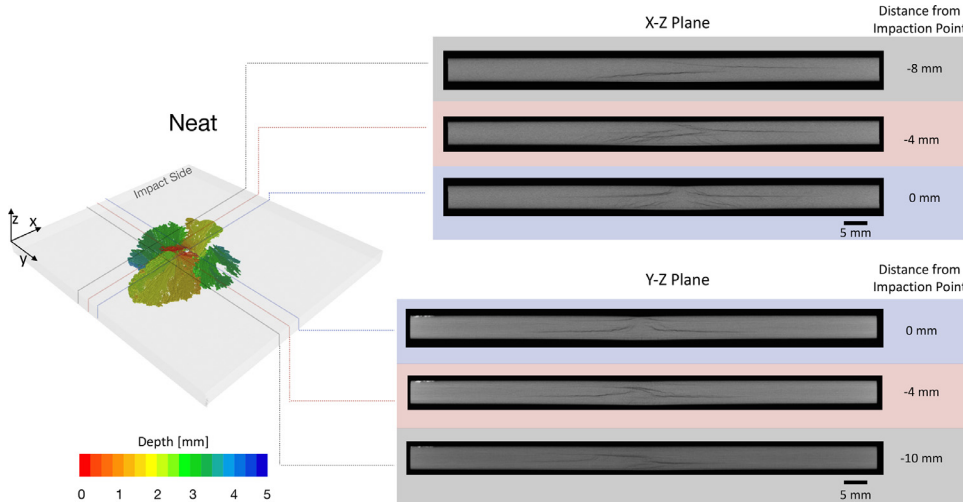 X-Z Plane
Distance from
Impaction Point
-8 mm
-4 mm
0 mm
5 mm
Neat
Impact Side
z
x
y
Y-Z Plane
Distance from
Impaction Point
0 mm
-4 mm
-10 mm
5 mm
Depth [mm]
0 1 2 3 4 5